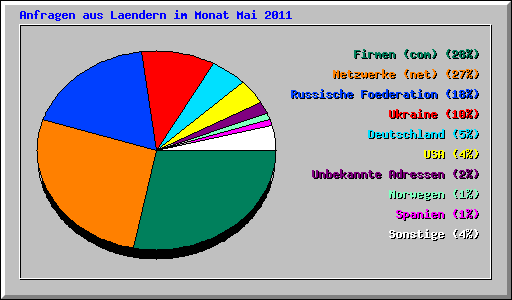 Anfragen aus Laendern im Monat Mai 2011
Firmen (com) (28%)
Netzwerke (net) (27%)
Russische Foederation (18%)
Ukraine (10%)
Deutschland (5%)
USA (4%)
Unbekannte Adressen (2%)
Norwegen (1%)
Spanien (1%)
Sonstige (4%)